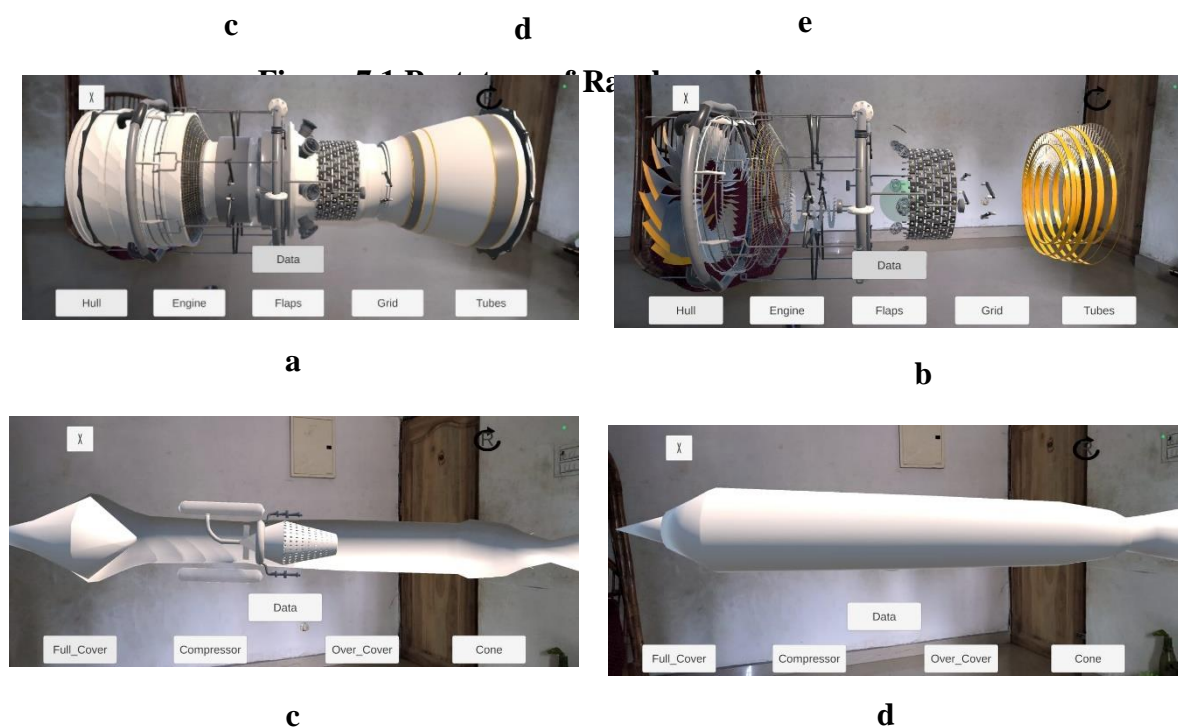 c d e
Figure 7.1 Prototype of Ra
X X
Data Data
Hull Engine Flaps Grid Tubes Hull Engine Flaps Grid Tubes
a b
X R X
Data Data
Full_Cover Compressor Over_Cover Cone Full_Cover Compressor Over_Cover Cone
c d